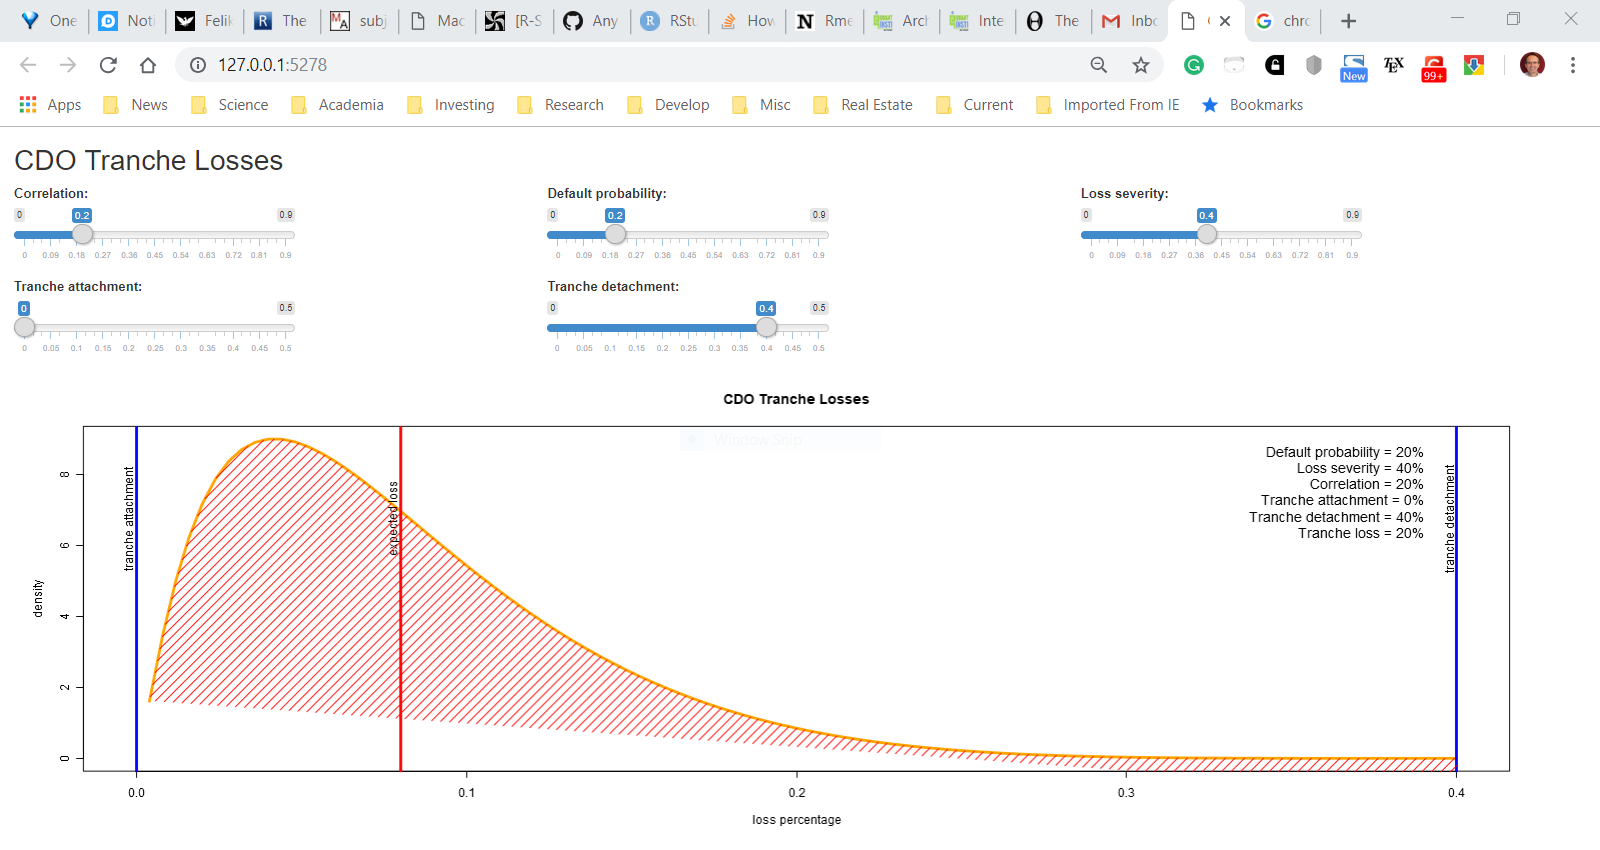 One
Noti
Felik
The
subj
Mac
[R-S
Any
RStu
How
Rme
Arch
Inte
The
Inbo
chro
127.0.0.1:5278
New
TEX
99+
Apps News Science Academia Investing Research Develop Misc Real Estate Current Imported From IE Bookmarks
CDO Tranche Losses
Correlation:
0 0.2 0.9
0 0.09 0.18 0.27 0.36 0.45 0.54 0.63 0.72 0.81 0.9
Default probability:
0 0.2 0.9
0 0.09 0.18 0.27 0.36 0.45 0.54 0.63 0.72 0.81 0.9
Loss severity:
0 0.4 0.9
0 0.09 0.18 0.27 0.36 0.45 0.54 0.63 0.72 0.81 0.9
Tranche attachment:
0 0.5
0 0.05 0.1 0.15 0.2 0.25 0.3 0.35 0.4 0.45 0.5
Tranche detachment:
0 0.4 0.5
0 0.05 0.1 0.15 0.2 0.25 0.3 0.35 0.4 0.45 0.5
CDO Tranche Losses
Window Snip
Default probability = 20%
Loss severity = 40%
Correlation = 20%
Tranche attachment = 0%
Tranche detachment = 40%
Tranche loss = 20%
tranche attachment
expected loss
tranche detachment
density
8
6
4
2
0
0.0 0.1 0.2 0.3 0.4
loss percentage